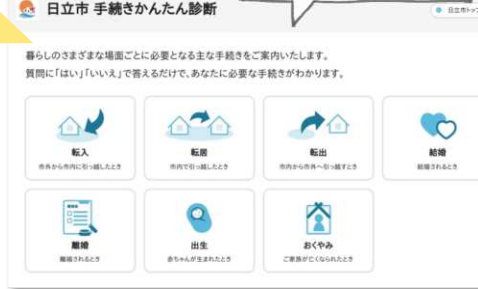 日立市 手続きかんたん診断
日立市トップ
暮らしのさまざまな場面ごとに必要となる主な手続きをご案内いたします。
質問に「はい」「いいえ」で答えるだけで、あなたに必要な手続きがわかります。
転入
市外から市内に引っ越したとき
転居
市内で引っ越したとき
転出
市内から市外へ引っ越すとき
結婚
結婚されるとき
離婚
離婚されるとき
出生
赤ちゃんが生まれたとき
おくやみ
ご家族が亡くなられたとき